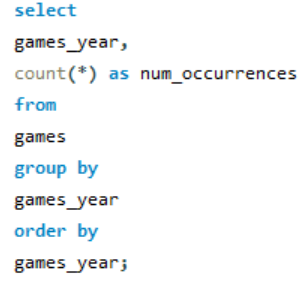 select
games_year,
count(*) as num_occurrences
from
games
group by
games_year
order by
games_year;